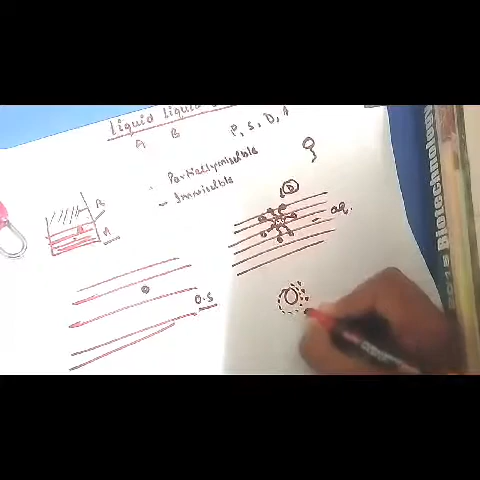 Liquid liquid
A B
P, S, D, A
- Partially miscible
- Immiscible
B
A
aq.
O.S
Biotechnology